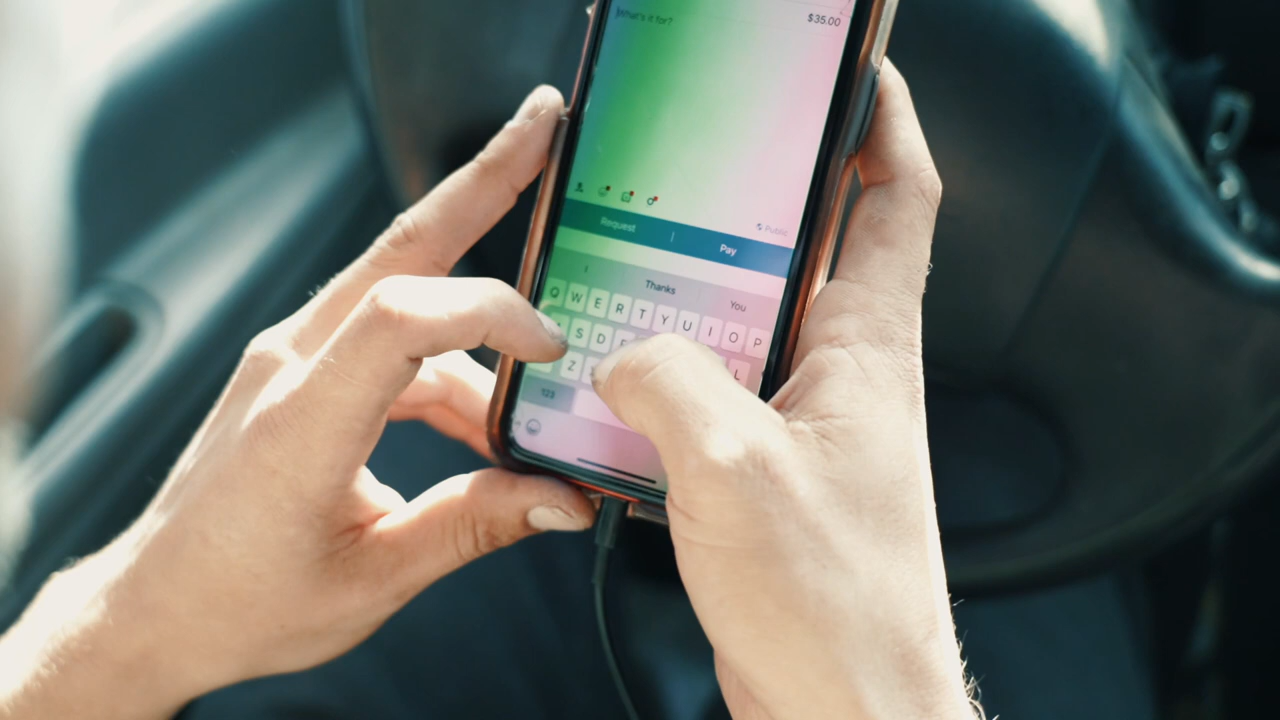 What's it for?
$35.00
Public
Request | Pay
I Thanks You
Q W E R T Y U I O P
S D F L
Z
123